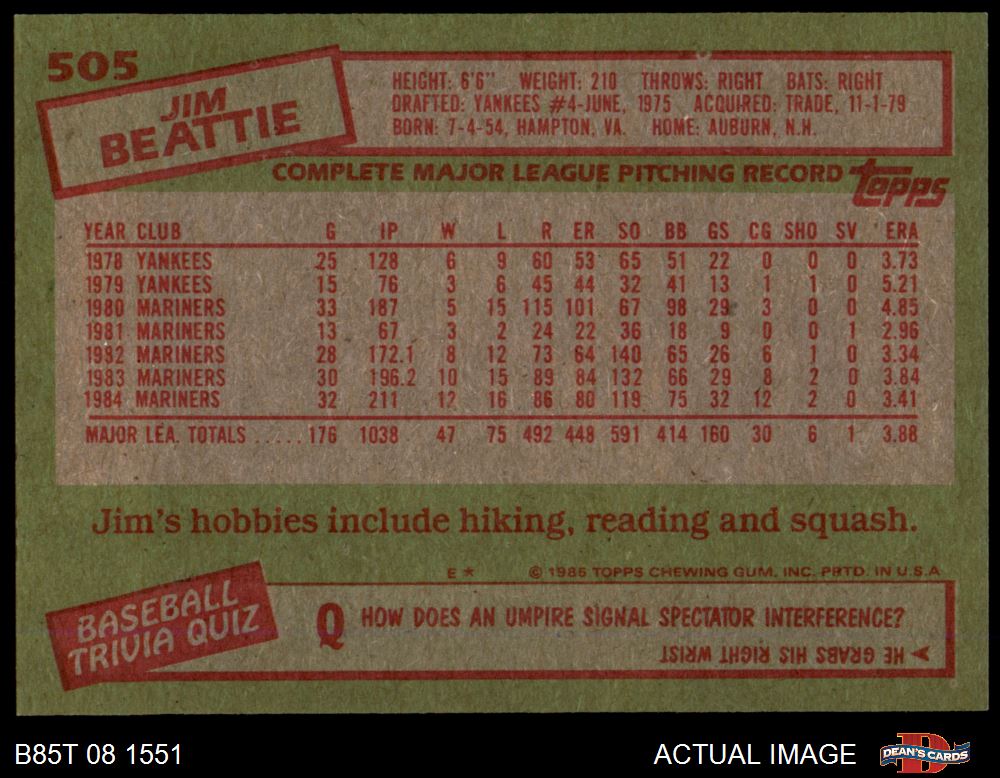 505
JIM
BEATTIE
HEIGHT: 6'6" WEIGHT: 210 THROWS: RIGHT BATS: RIGHT
DRAFTED: YANKEES #4-JUNE, 1975 ACQUIRED: TRADE, 11-1-79
BORN: 7-4-54, HAMPTON, VA. HOME: AUBURN, N.H.
COMPLETE MAJOR LEAGUE PITCHING RECORD topps
YEAR CLUB G IP W L R ER SO BB GS CG SHO SV ERA
1978 YANKEES 25 128 6 9 60 53 65 51 22 0 0 0 3.73
1979 YANKEES 15 76 3 6 45 44 32 41 13 1 1 0 5.21
1980 MARINERS 33 187 5 15 115 101 67 98 29 3 0 0 4.85
1981 MARINERS 13 67 3 2 24 22 36 18 9 0 0 1 2.96
1982 MARINERS 28 172.1 8 12 73 64 140 65 26 6 1 0 3.34
1983 MARINERS 30 196.2 10 15 89 84 132 66 29 8 2 0 3.84
1984 MARINERS 32 211 12 16 86 80 119 75 32 12 2 0 3.41
MAJOR LEA. TOTALS ..... 176 1038 47 75 492 448 591 414 160 30 6 1 3.88
Jim's hobbies include hiking, reading and squash.
E★ © 1985 TOPPS CHEWING GUM, INC. PRTD. IN U.S.A.
BASEBALL
TRIVIA QUIZ
Q HOW DOES AN UMPIRE SIGNAL SPECTATOR INTERFERENCE?
HE GRABS HIS RIGHT WRIST
B85T 08 1551 ACTUAL IMAGE DEAN'S CARDS